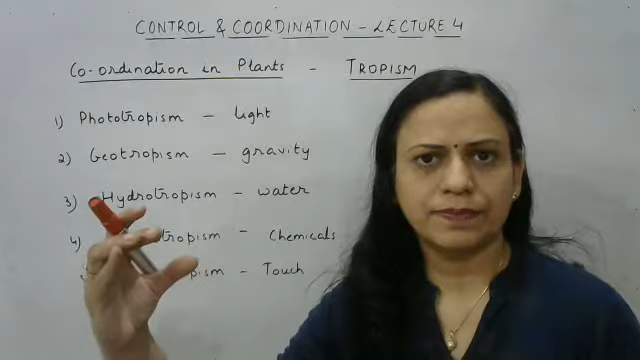 CONTROL & COORDINATION - LECTURE 4
Co-ordination in Plants - TROPISM
1) Phototropism - light
2) Geotropism - gravity
3) Hydrotropism - water
4) tropism - Chemicals
pism - Touch